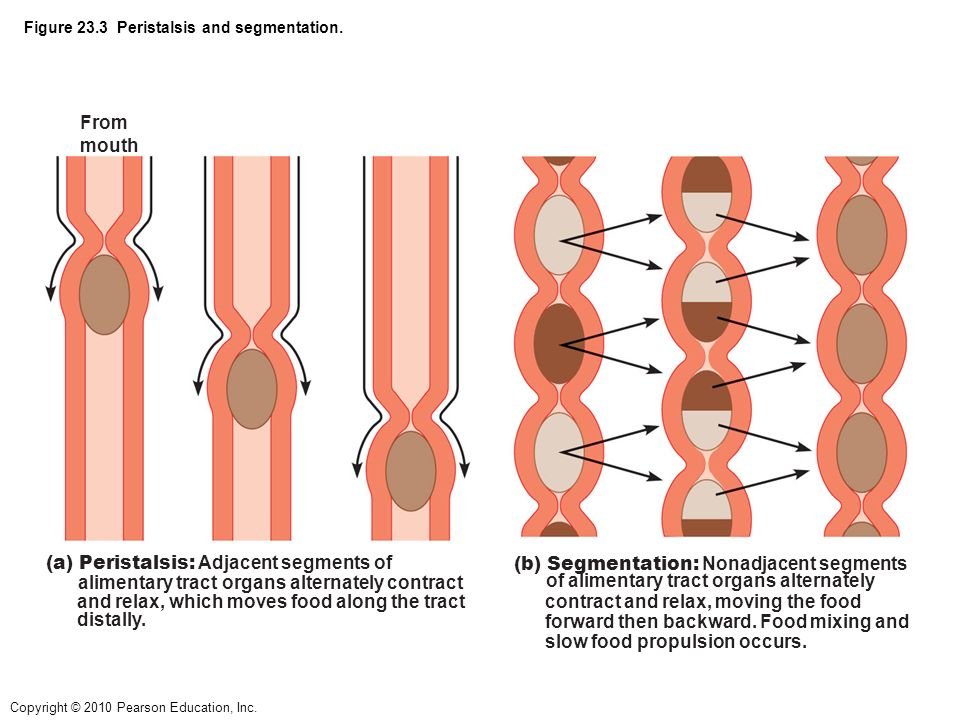 Figure 23.3 Peristalsis and segmentation.
From
mouth
(a) Peristalsis: Adjacent segments of
alimentary tract organs alternately contract
and relax, which moves food along the tract
distally.
(b) Segmentation: Nonadjacent segments
of alimentary tract organs alternately
contract and relax, moving the food
forward then backward. Food mixing and
slow food propulsion occurs.
Copyright © 2010 Pearson Education, Inc.